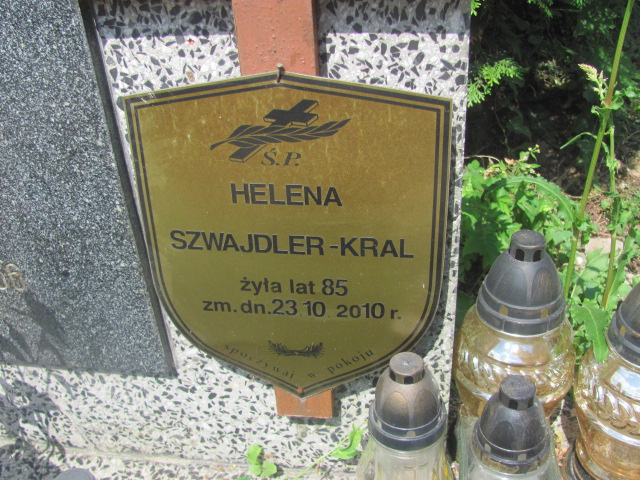 Ś.P.
HELENA
SZWAJDLER-KRAL
żyła lat 85
zm. dn. 23 10 2010 r.
spoczywaj w pokoju